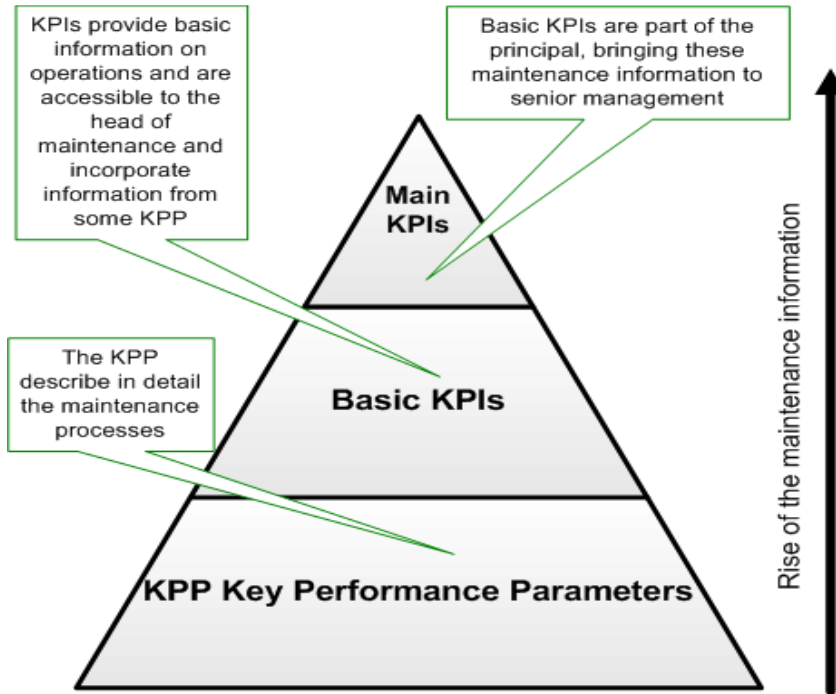 KPIs provide basic
information on
operations and are
accessible to the
head of
maintenance and
incorporate
information from
some KPP
Basic KPIs are part of the
principal, bringing these
maintenance information to
senior management
Main
KPIs
The KPP
describe in detail
the maintenance
processes
Basic KPIs
KPP Key Performance Parameters
Rise of the maintenance information